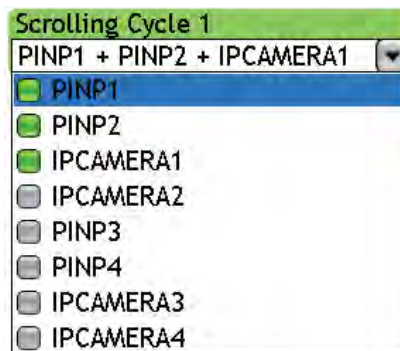 Scrolling Cycle 1
PINP1 + PINP2 + IPCAMERA1
PINP1
PINP2
IPCAMERA1
IPCAMERA2
PINP3
PINP4
IPCAMERA3
IPCAMERA4